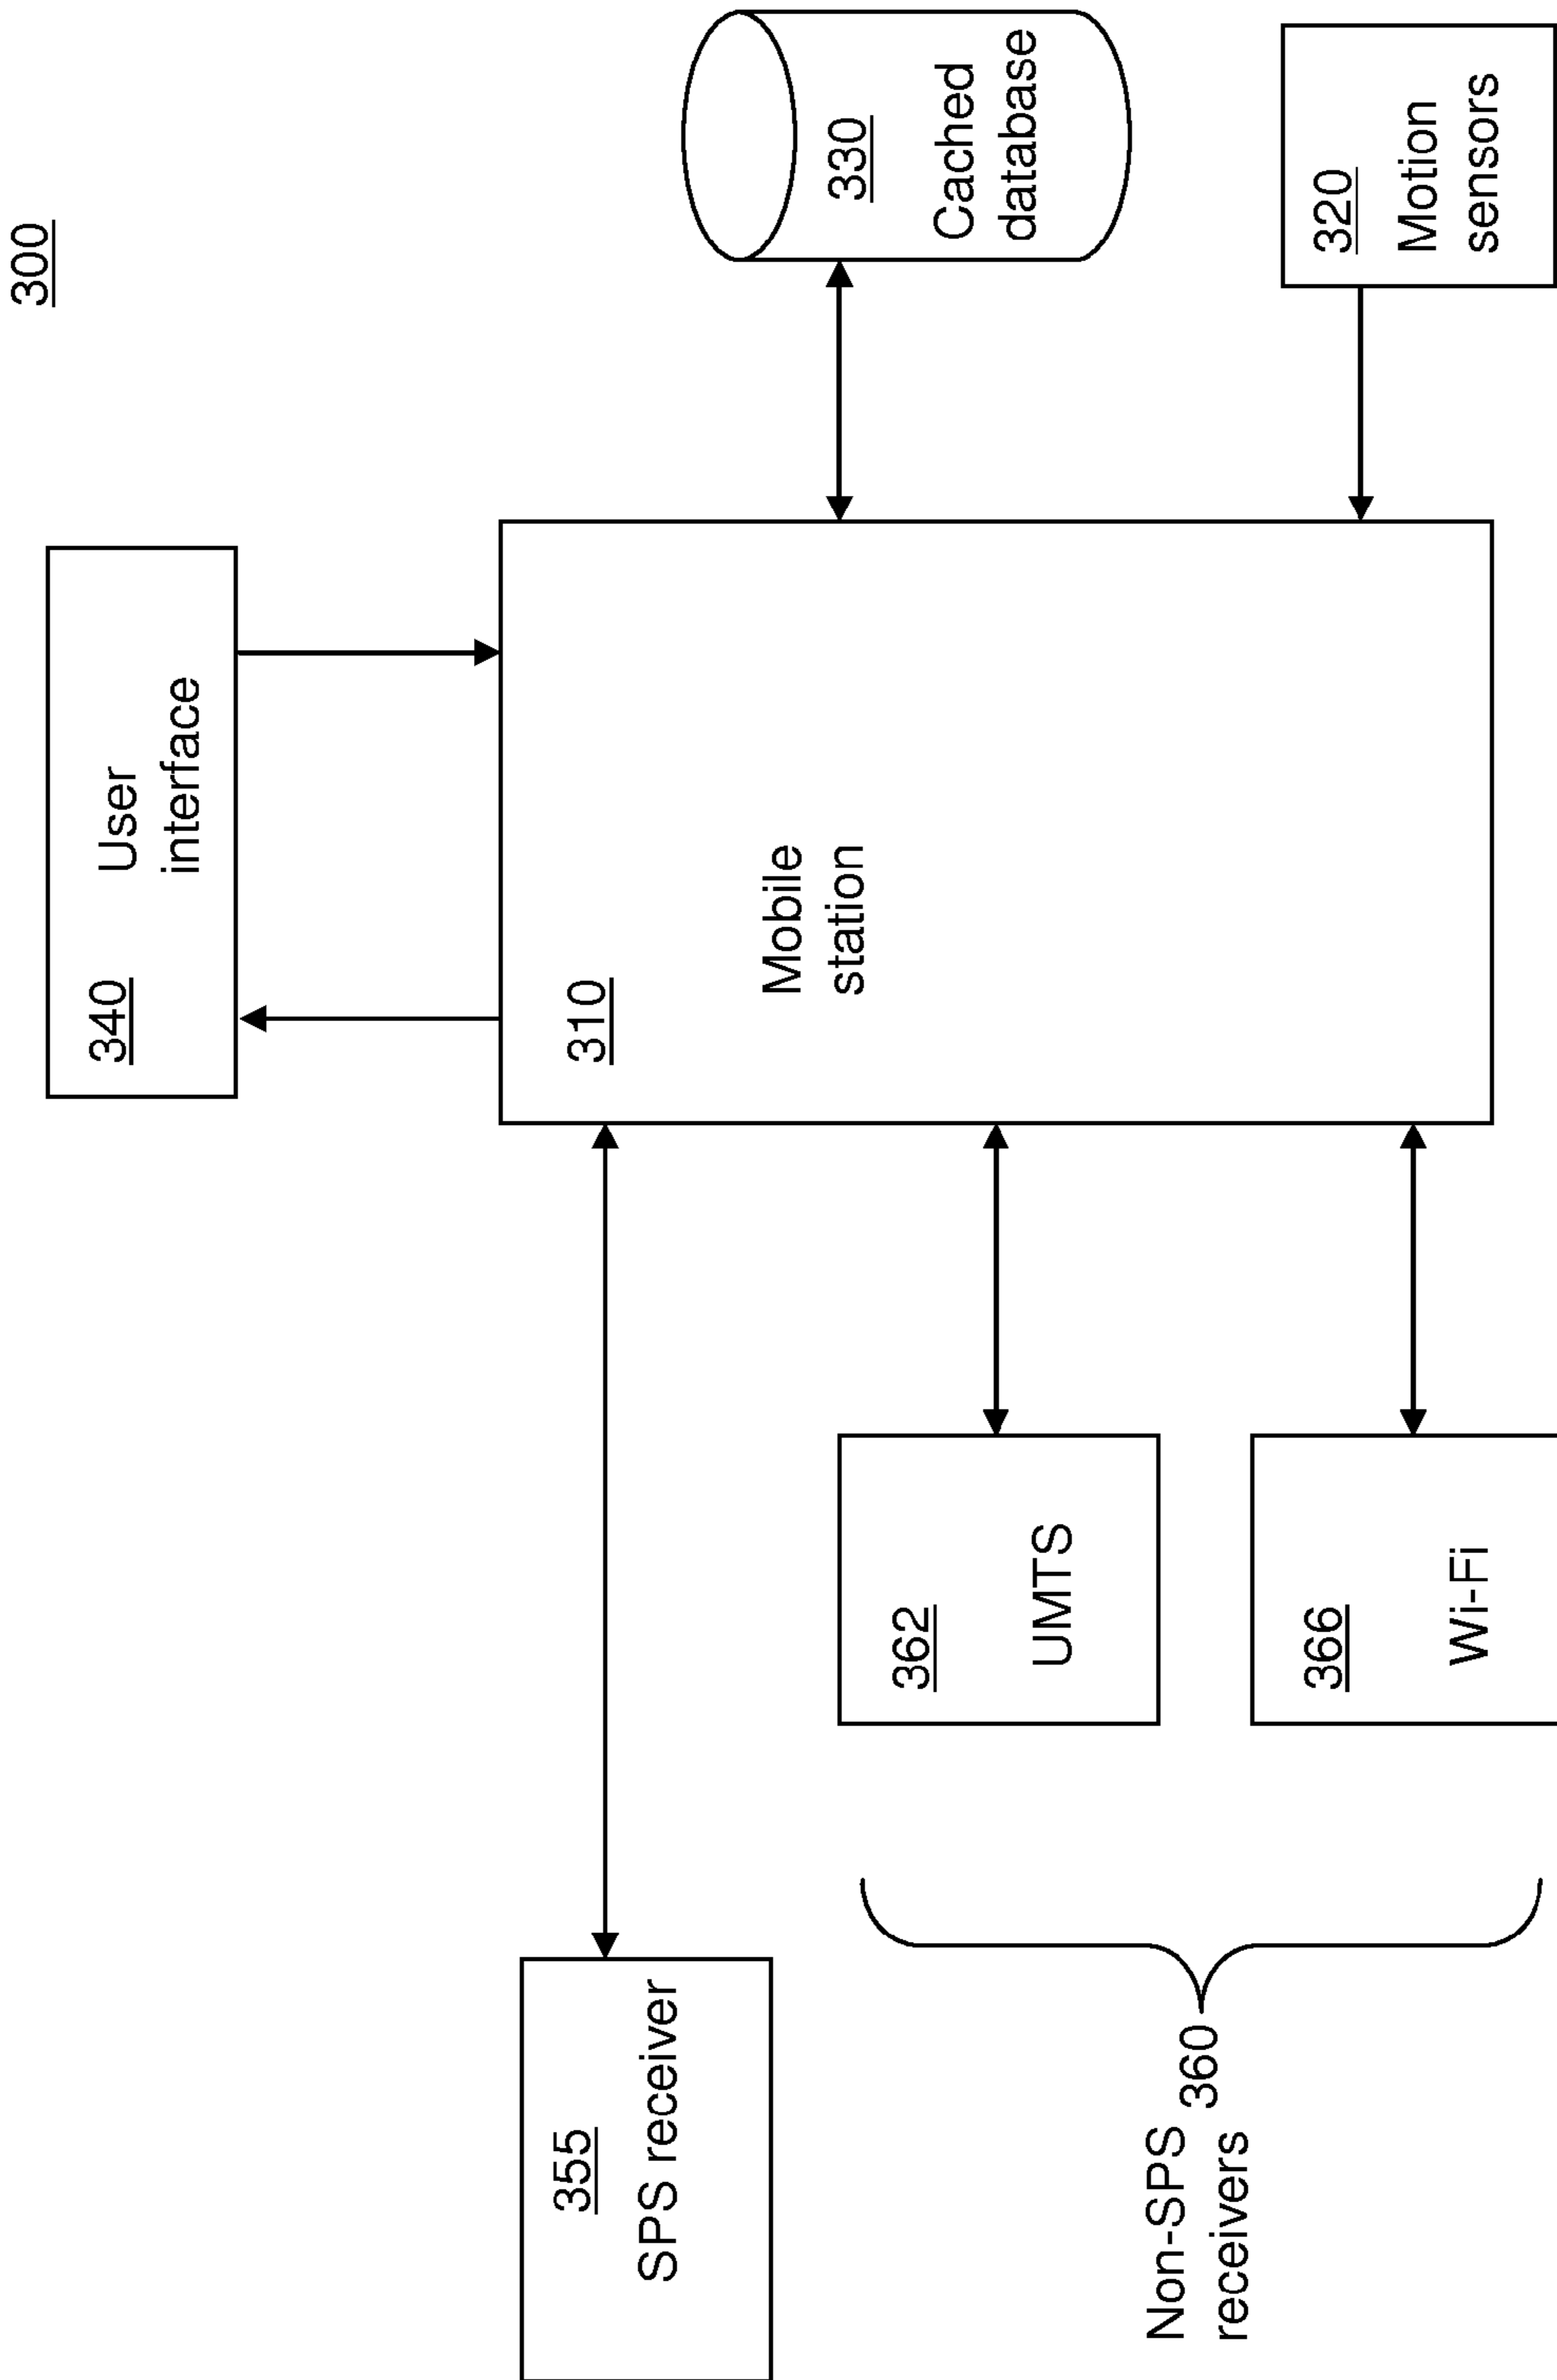 300
340
User
interface
310
Mobile
station
330
Cached
database
320
Motion
sensors
355
SPS receiver
362
UMTS
366
Wi-Fi
Non-SPS 360
receivers